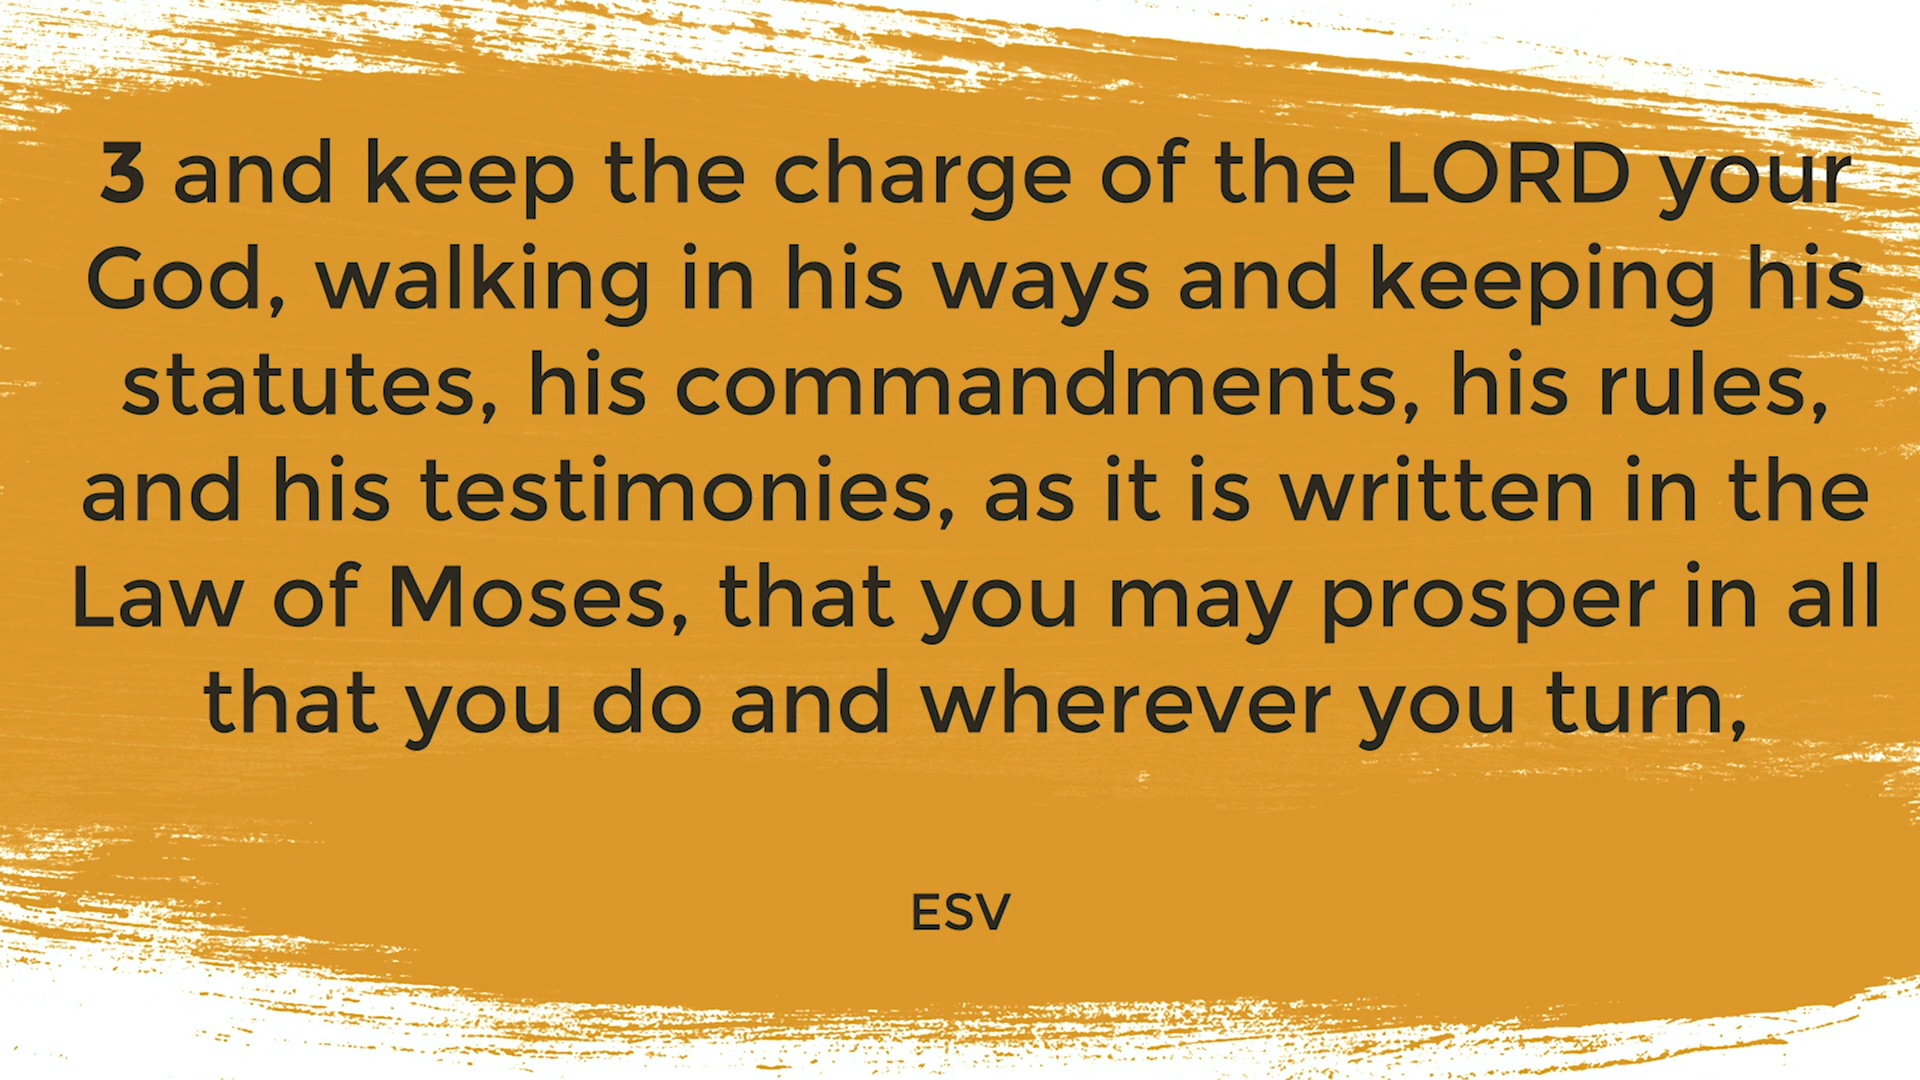 3 and keep the charge of the LORD your
God, walking in his ways and keeping his
statutes, his commandments, his rules,
and his testimonies, as it is written in the
Law of Moses, that you may prosper in all
that you do and wherever you turn,
ESV